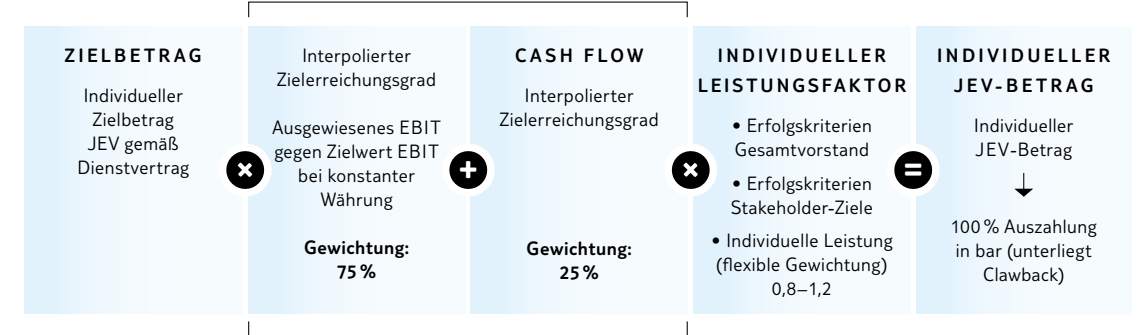 ZIELBETRAG
Individueller
Zielbetrag
JEV gemäß
Dienstvertrag
×
Interpolierter
Zielerreichungsgrad
Ausgewiesenes EBIT
gegen Zielwert EBIT
bei konstanter
Währung
Gewichtung:
75 %
+
CASH FLOW
Interpolierter
Zielerreichungsgrad
Gewichtung:
25 %
×
INDIVIDUELLER
LEISTUNGSFAKTOR
• Erfolgskriterien
Gesamtvorstand
• Erfolgskriterien
Stakeholder-Ziele
• Individuelle Leistung
(flexible Gewichtung)
0,8–1,2
=
INDIVIDUELLER
JEV-BETRAG
Individueller
JEV-Betrag
↓
100 % Auszahlung
in bar (unterliegt
Clawback)